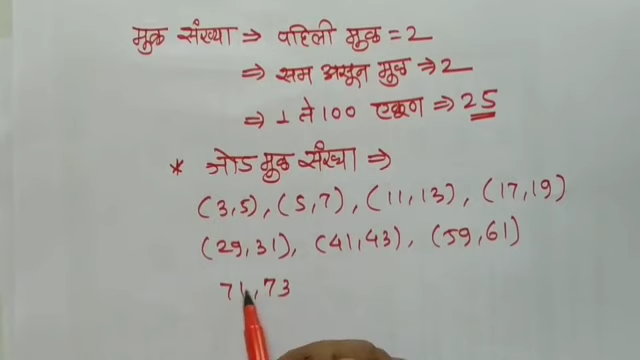 मुळ संख्या ⇒ पहिली मुळ = 2
⇒ सम असून मुळ ⇒ 2
⇒ 1 ते 100 एकूण ⇒ 25
* जोड मुळ संख्या ⇒
(3,5), (5,7), (11,13), (17,19)
(29,31), (41,43), (59,61)
71,73